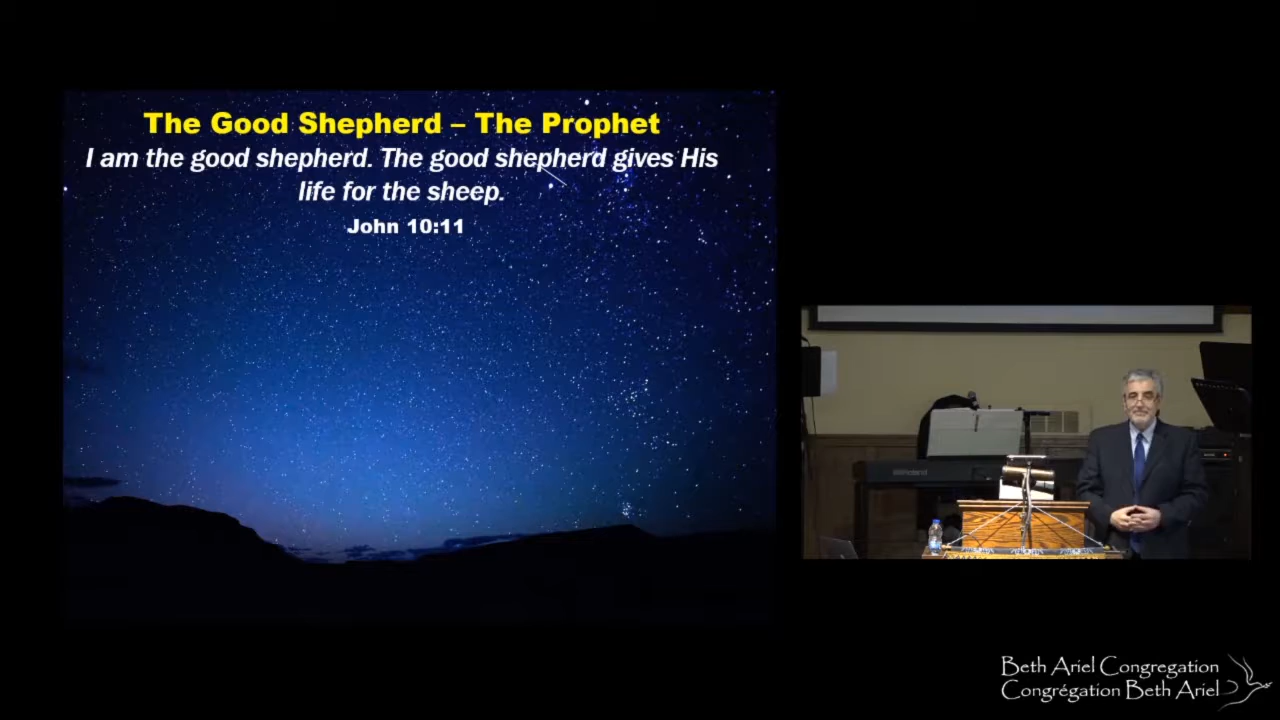 The Good Shepherd – The Prophet
I am the good shepherd. The good shepherd gives His
life for the sheep.
John 10:11
Roland
Beth Ariel Congregation
Congrégation Beth Ariel